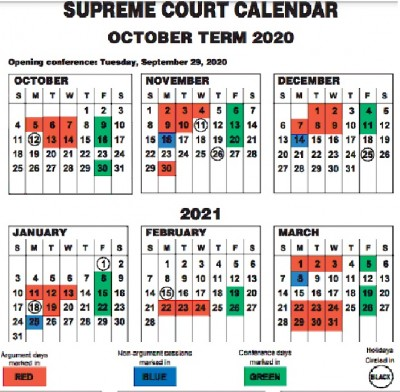 SUPREME COURT CALENDAR
OCTOBER TERM 2020
Opening conference: Tuesday, September 29, 2020
OCTOBER
S M T W T F S
1 2 3
4 5 6 7 8 9 10
11 12 13 14 15 16 17
18 19 20 21 22 23 24
25 26 27 28 29 30 31
NOVEMBER
S M T W T F S
1 2 3 4 5 6 7
8 9 10 11 12 13 14
15 16 17 18 19 20 21
22 23 24 25 26 27 28
29 30
DECEMBER
S M T W T F S
1 2 3 4 5
6 7 8 9 10 11 12
13 14 15 16 17 18 19
20 21 22 23 24 25 26
27 28 29 30 31
2021
JANUARY
S M T W T F S
1 2
3 4 5 6 7 8 9
10 11 12 13 14 15 16
17 18 19 20 21 22 23
24 25 26 27 28 29 30
31
FEBRUARY
S M T W T F S
1 2 3 4 5 6
7 8 9 10 11 12 13
14 15 16 17 18 19 20
21 22 23 24 25 26 27
28
MARCH
S M T W T F S
1 2 3 4 5 6
7 8 9 10 11 12 13
14 15 16 17 18 19 20
21 22 23 24 25 26 27
28 29 30 31
Argument days
marked in
RED
Non-argument sessions
marked in
BLUE
Conference days
marked in
GREEN
Holidays
Circled in
BLACK